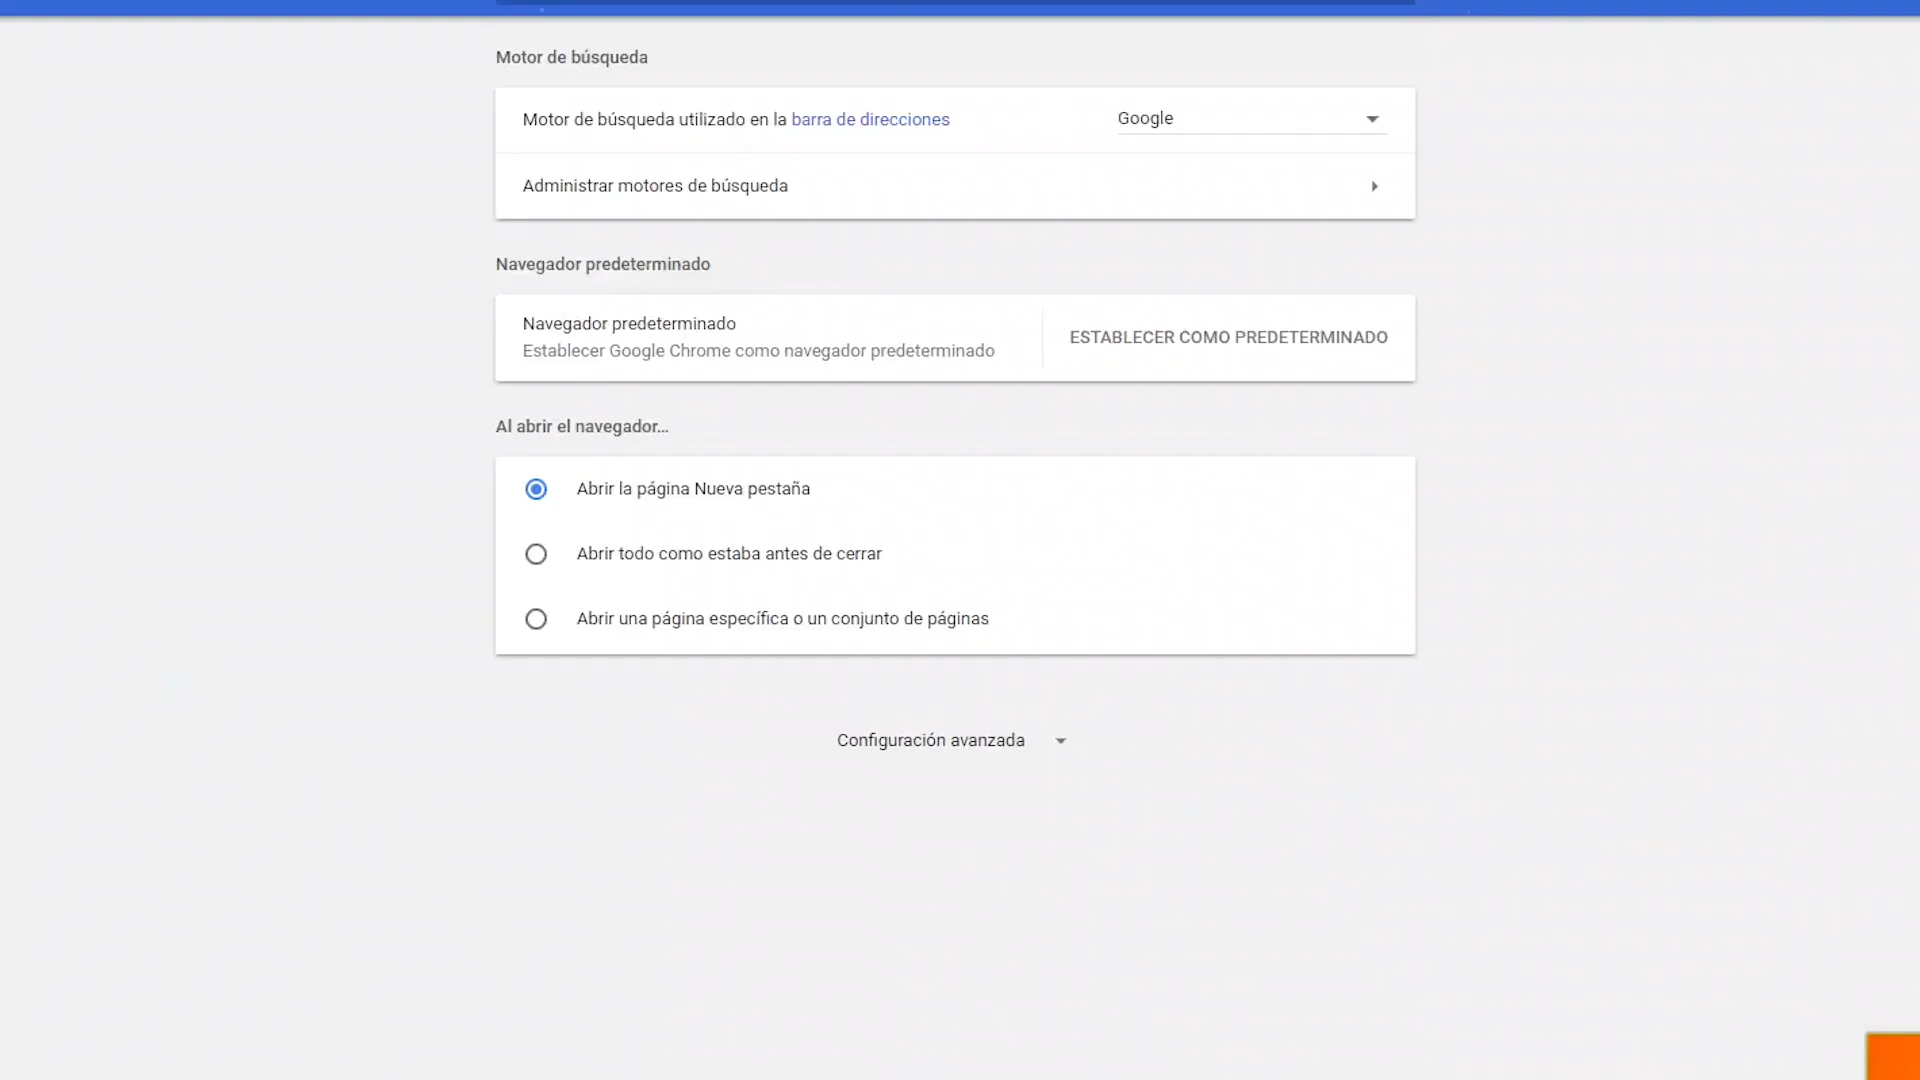 Motor de búsqueda
Motor de búsqueda utilizado en la barra de direcciones
Google
Administrar motores de búsqueda
Navegador predeterminado
Navegador predeterminado
Establecer Google Chrome como navegador predeterminado
ESTABLECER COMO PREDETERMINADO
Al abrir el navegador...
Abrir la página Nueva pestaña
Abrir todo como estaba antes de cerrar
Abrir una página específica o un conjunto de páginas
Configuración avanzada